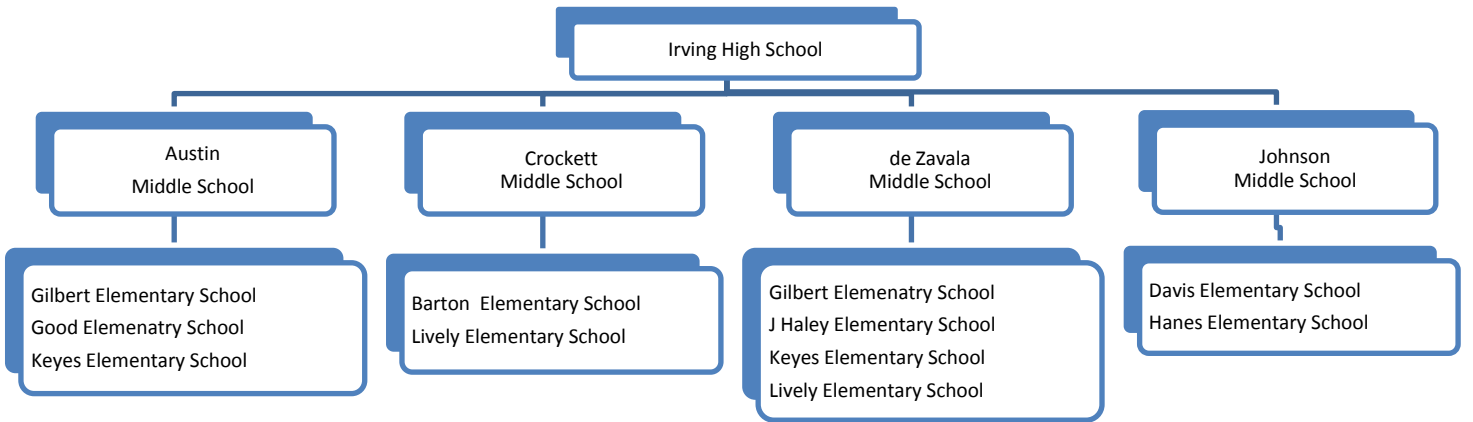 Irving High School
Austin
Middle School
Crockett
Middle School
de Zavala
Middle School
Johnson
Middle School
Gilbert Elementary School
Good Elemenatry School
Keyes Elementary School
Barton  Elementary School
Lively Elementary School
Gilbert Elemenatry School
J Haley Elementary School
Keyes Elementary School
Lively Elementary School
Davis Elementary School
Hanes Elementary School